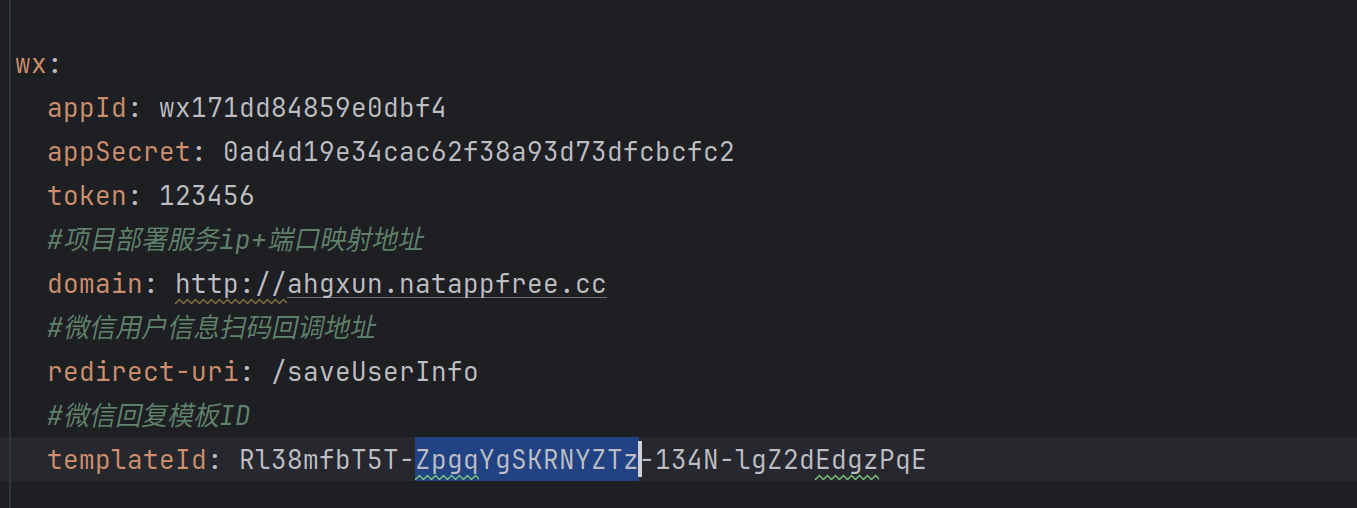 wx:
appId: wx171dd84859e0dbf4
appSecret: 0ad4d19e34cac62f38a93d73dfcbcfc2
token: 123456
#项目部署服务ip+端口映射地址
domain: http://ahgxun.natappfree.cc
#微信用户信息扫码回调地址
redirect-uri: /saveUserInfo
#微信回复模板ID
templateId: Rl38mfbT5T-ZpgqYgSKRNYZTz-134N-lgZ2dEdgzPqE